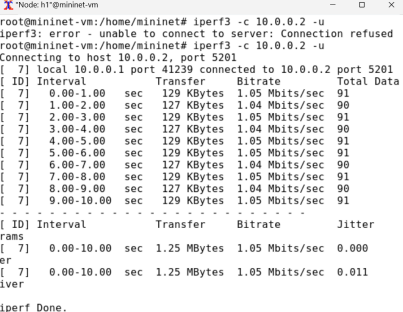 "Node: h1"@mininet-vm
root@mininet-vm:/home/mininet# iperf3 -c 10.0.0.2 -u
iperf3: error - unable to connect to server: Connection refused
root@mininet-vm:/home/mininet# iperf3 -c 10.0.0.2 -u
Connecting to host 10.0.0.2, port 5201
[  7] local 10.0.0.1 port 41239 connected to 10.0.0.2 port 5201
[ ID] Interval           Transfer     Bitrate         Total Data
[  7]   0.00-1.00   sec   129 KBytes  1.05 Mbits/sec  91
[  7]   1.00-2.00   sec   127 KBytes  1.04 Mbits/sec  90
[  7]   2.00-3.00   sec   129 KBytes  1.05 Mbits/sec  91
[  7]   3.00-4.00   sec   127 KBytes  1.04 Mbits/sec  90
[  7]   4.00-5.00   sec   129 KBytes  1.05 Mbits/sec  91
[  7]   5.00-6.00   sec   129 KBytes  1.05 Mbits/sec  91
[  7]   6.00-7.00   sec   127 KBytes  1.04 Mbits/sec  90
[  7]   7.00-8.00   sec   129 KBytes  1.05 Mbits/sec  91
[  7]   8.00-9.00   sec   127 KBytes  1.04 Mbits/sec  90
[  7]   9.00-10.00  sec   129 KBytes  1.05 Mbits/sec  91
- - - - - - - - - - - - - - - - - - - - - - - - -
[ ID] Interval           Transfer     Bitrate         Jitter
rams
[  7]   0.00-10.00  sec  1.25 MBytes  1.05 Mbits/sec  0.000
er
[  7]   0.00-10.00  sec  1.25 MBytes  1.05 Mbits/sec  0.011
iver
iperf Done.